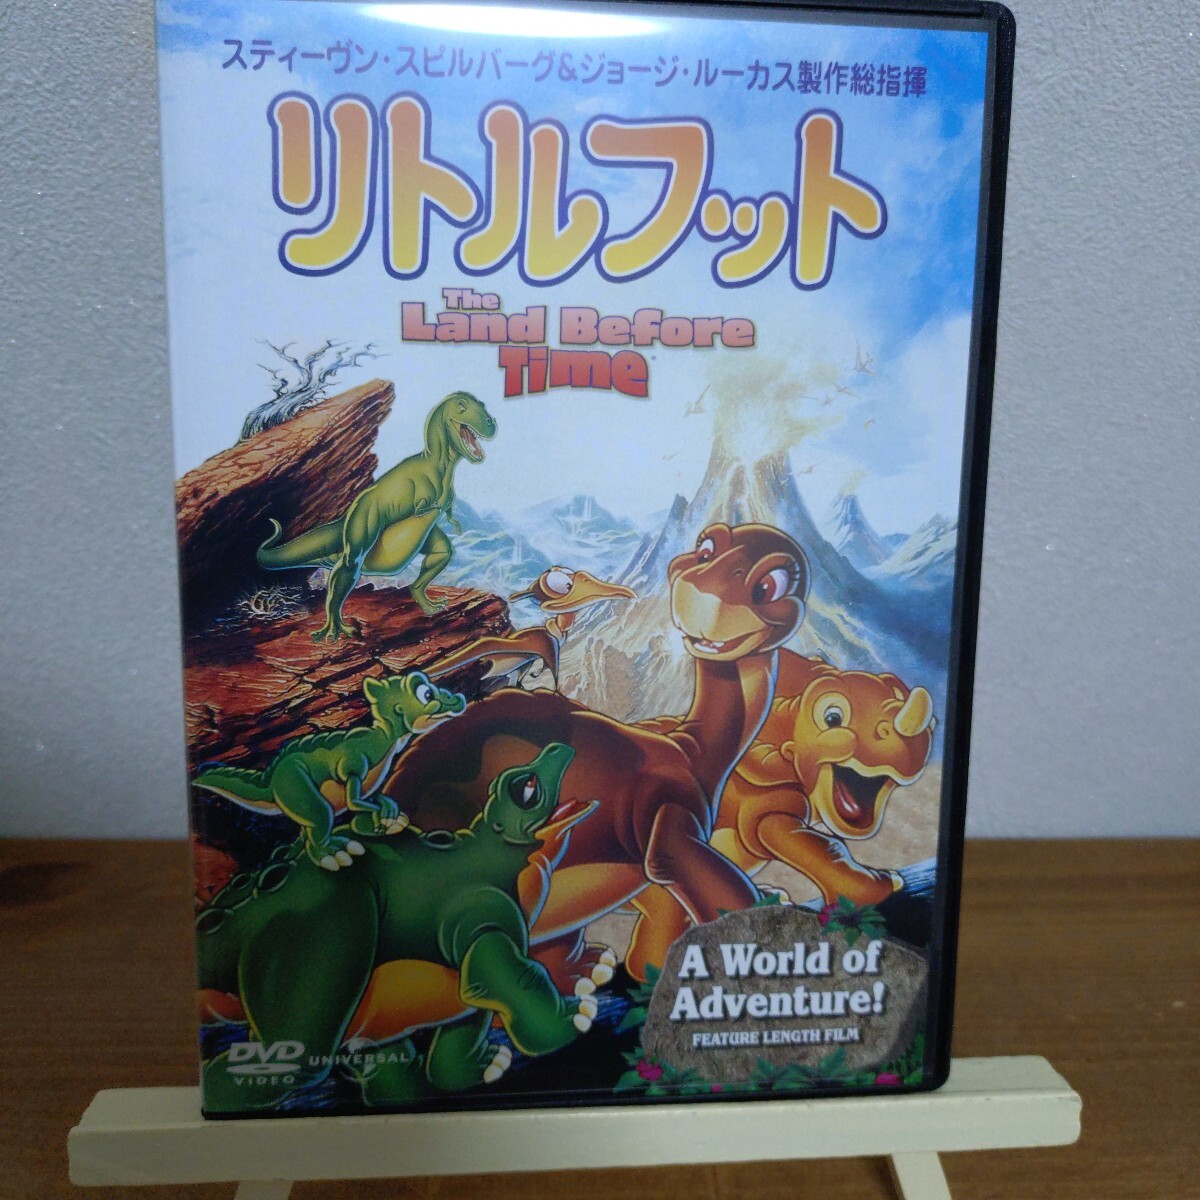 スティーヴン・スピルバーグ&ジョージ・ルーカス製作総指揮
リトルフット
The
Land Before
Time
A World of
Adventure!
FEATURE LENGTH FILM
DVD
VIDEO
UNIVERSAL